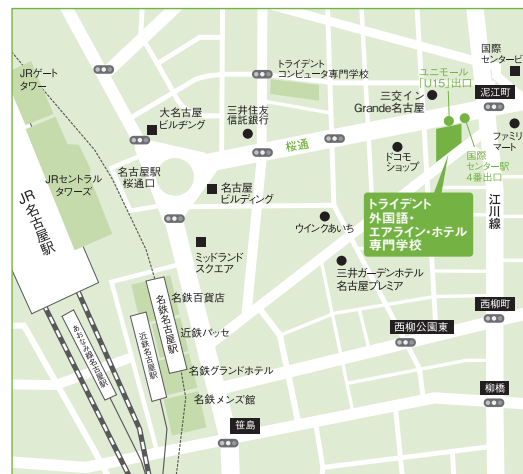 JRゲート
タワー
トライデント
コンピュータ専門学校
国際
センタービ
ユニモール
「U15」出口
三交イン
Grande名古屋
泥江町
大名古屋
ビルヂング
三井住友
信託銀行
桜通
ファミリ
マート
ドコモ
ショップ
国際
センター駅
4番出口
JRセントラル
タワーズ
名古屋駅
桜通口
名古屋
ビルディング
トライデント
外国語・
エアライン・ホテル
専門学校
江川線
JR名古屋駅
ウインクあいち
ミッドランド
スクエア
三井ガーデンホテル
名古屋プレミア
名鉄百貨店
名鉄名古屋駅
西柳町
西柳公園東
近鉄パッセ
近鉄名古屋駅
あおなみ線名古屋駅
名鉄グランドホテル
柳橋
名鉄メンズ館
笹島